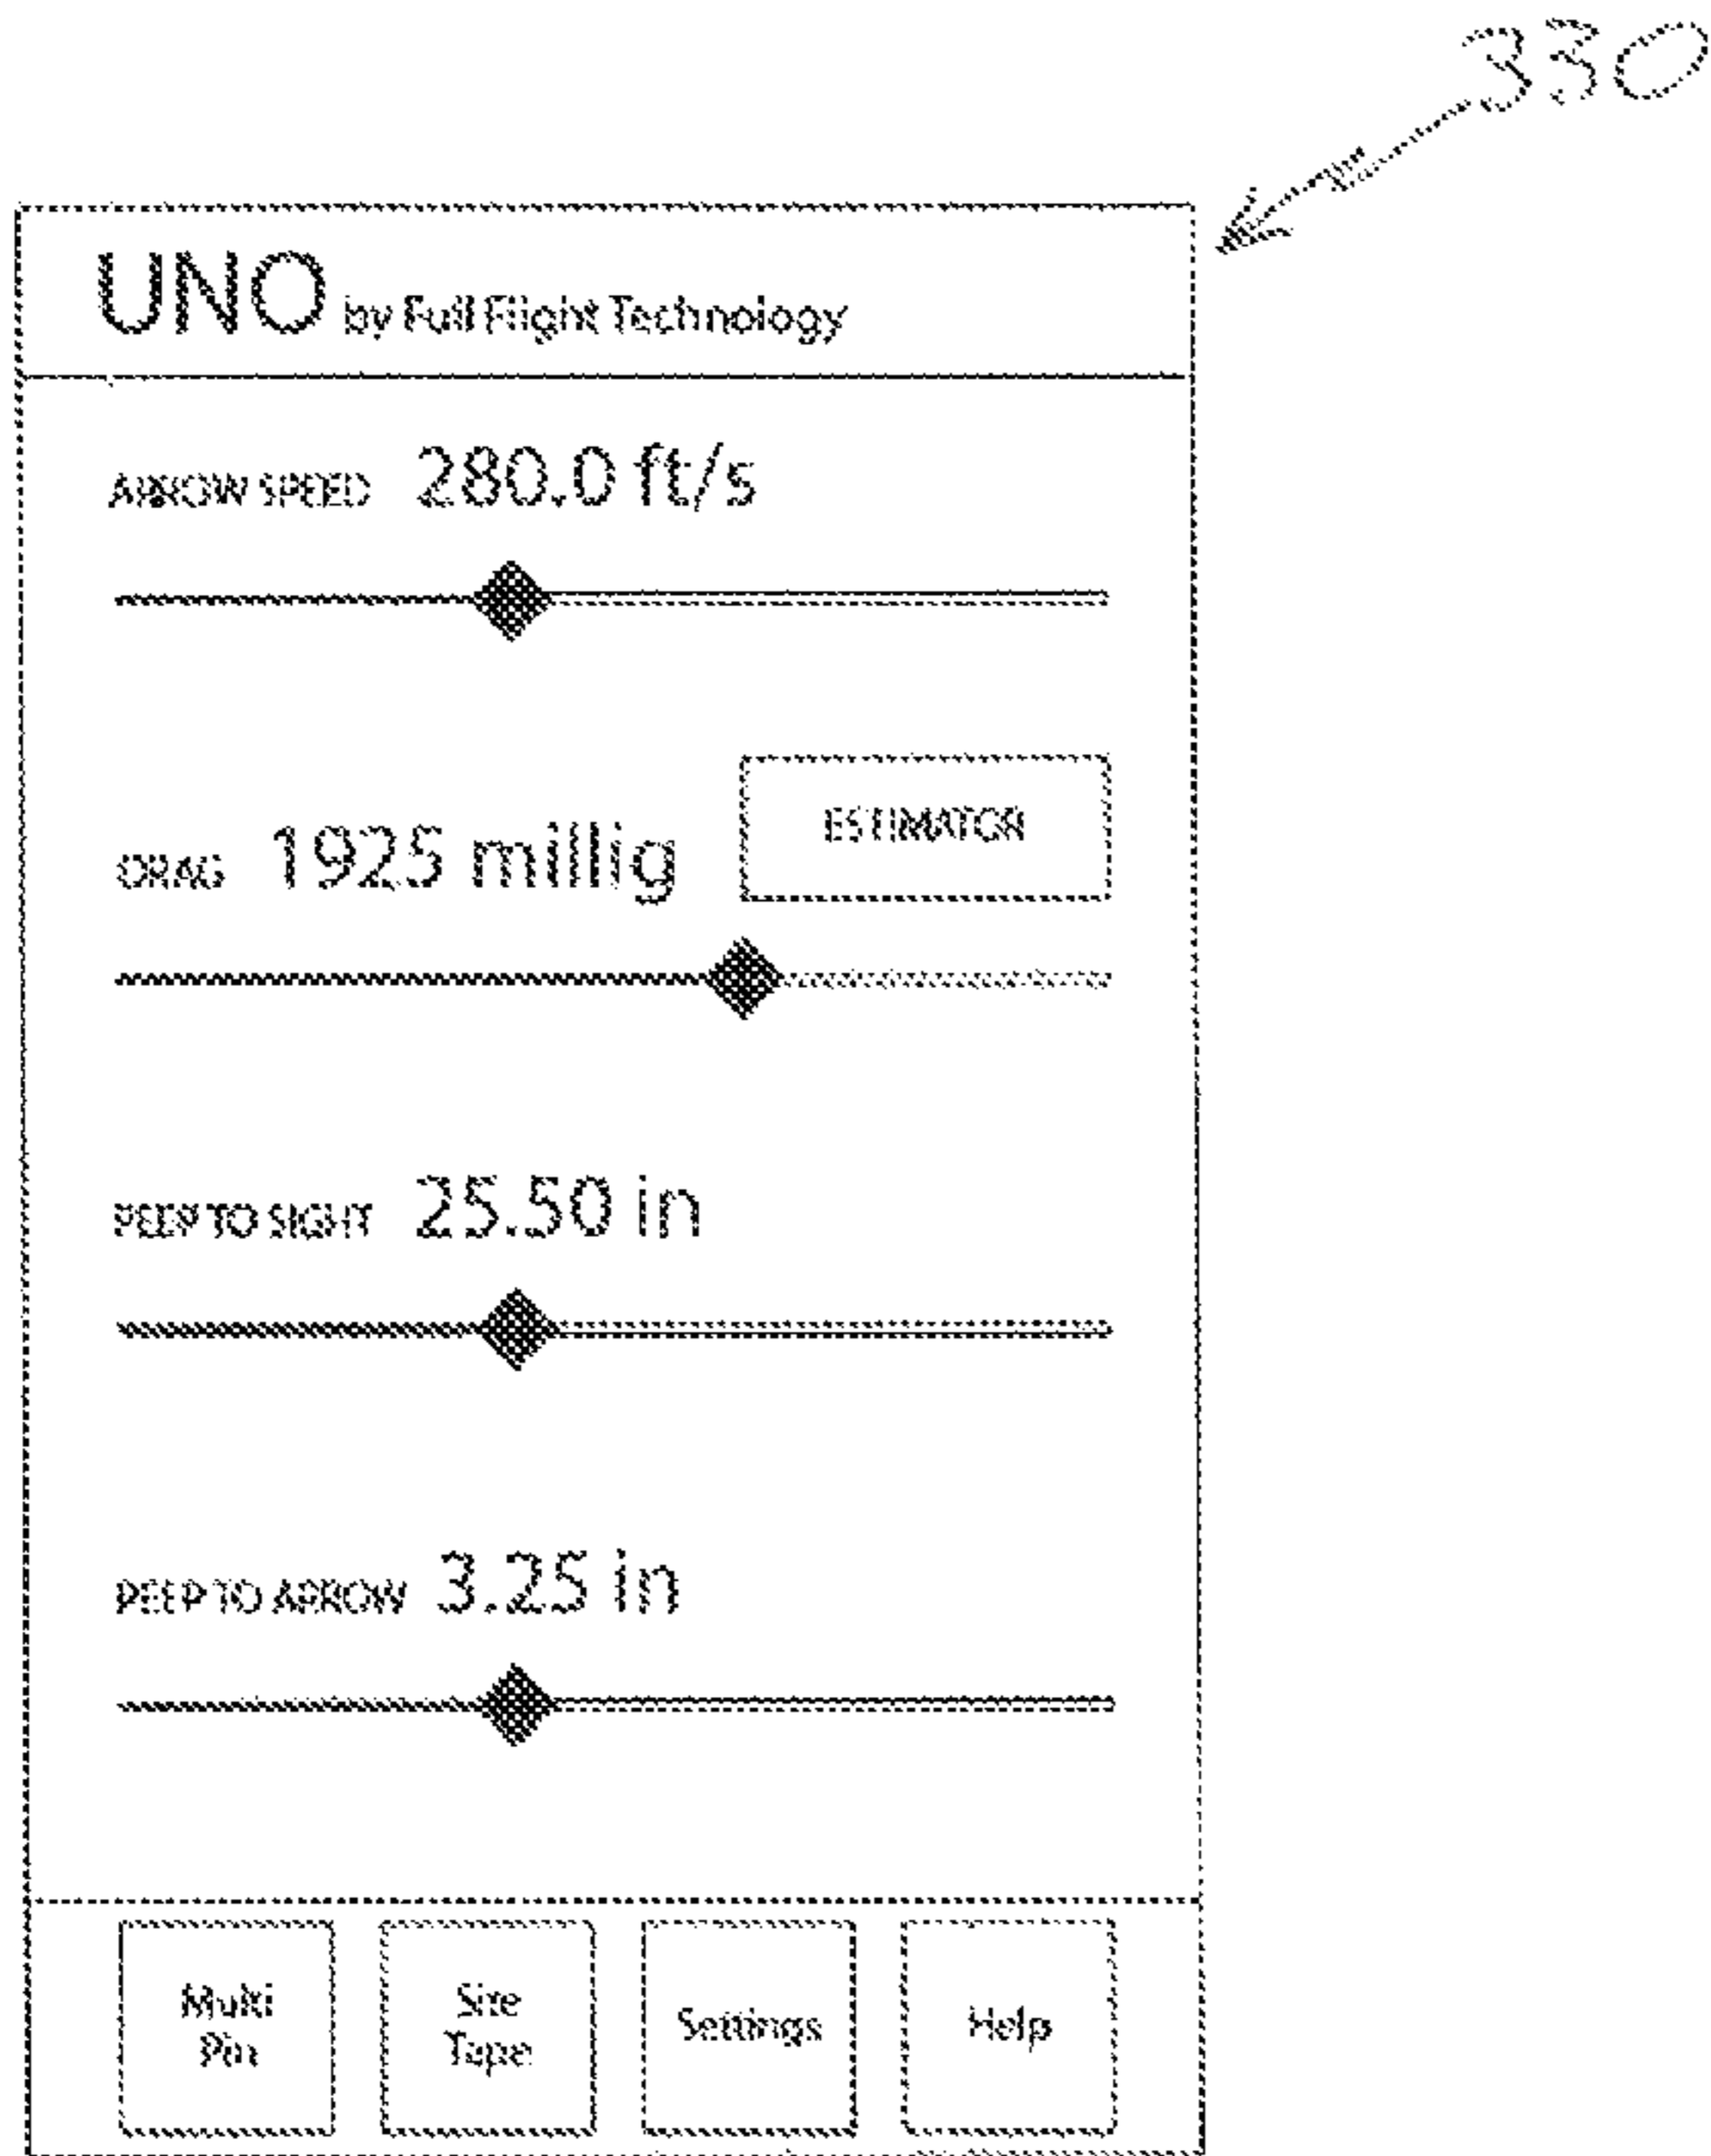 330
UNO by Full Flight Technology
ARROW SPEED 280.0 ft/s
ESTIMATOR
DRAG 1925 millig
PEEP TO SIGHT 25.50 in
PEEP TO ARROW 3.25 in
Multi
Pin
Site
Tape
Settings
Help